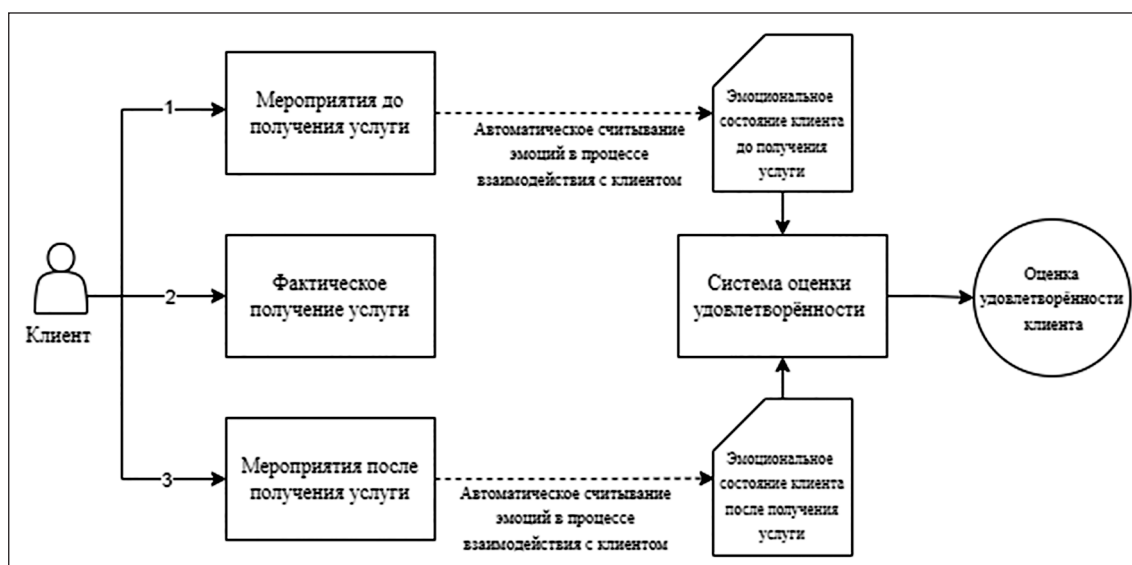 1
Мероприятия до
получения услуги
Автоматическое считывание
эмоций в процессе
взаимодействия с клиентом
Эмоциональное
состояние клиента
до получения
услуги
Клиент
2
Фактическое
получение услуги
Система оценки
удовлетворённости
Оценка
удовлетворённости
клиента
3
Мероприятия после
получения услуги
Автоматическое считывание
эмоций в процессе
взаимодействия с клиентом
Эмоциональное
состояние клиента
после получения
услуги